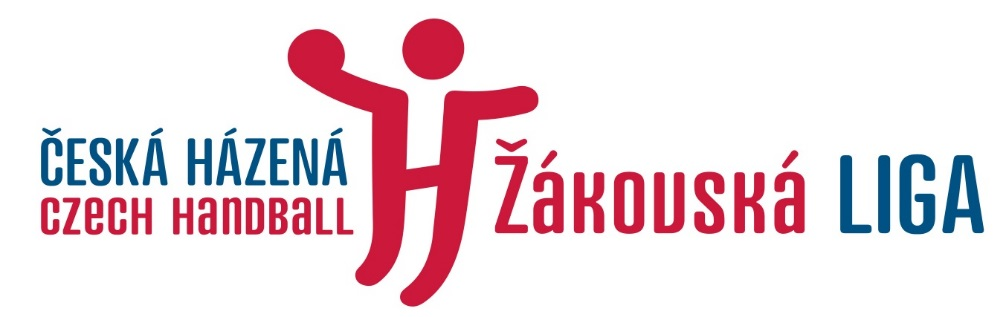 ČESKÁ HÁZENÁ
CZECH HANDBALL
Žákovská LIGA